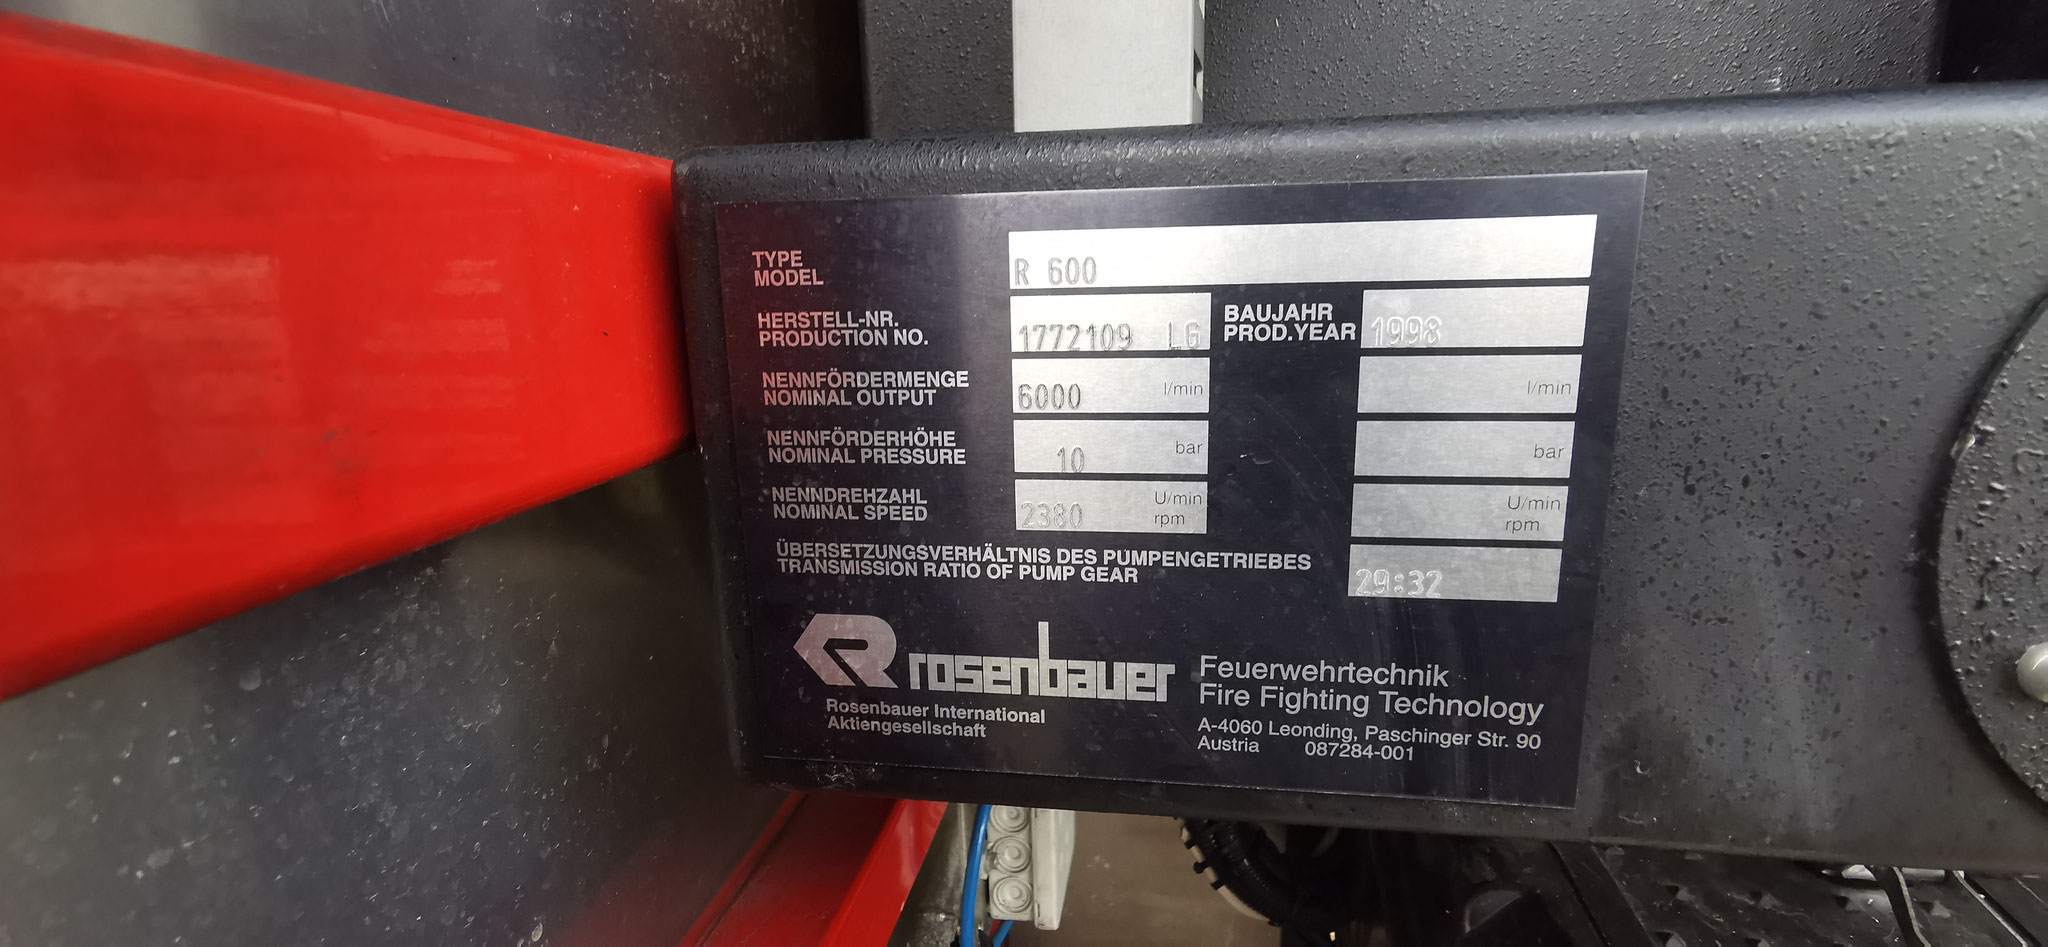 TYPE
MODEL
R 600
HERSTELL-NR.
PRODUCTION NO.
1772109 LG
BAUJAHR
PROD.YEAR
1998
NENNFÖRDERMENGE
NOMINAL OUTPUT
6000 l/min
l/min
NENNFÖRDERHÖHE
NOMINAL PRESSURE
10 bar
bar
NENNDREHZAHL
NOMINAL SPEED
2380 U/min
rpm
U/min
rpm
ÜBERSETZUNGSVERHÄLTNIS DES PUMPENGETRIEBES
TRANSMISSION RATIO OF PUMP GEAR
29:32
R rosenbauer
Rosenbauer International
Aktiengesellschaft
Feuerwehrtechnik
Fire Fighting Technology
A-4060 Leonding, Paschinger Str. 90
Austria 087284-001